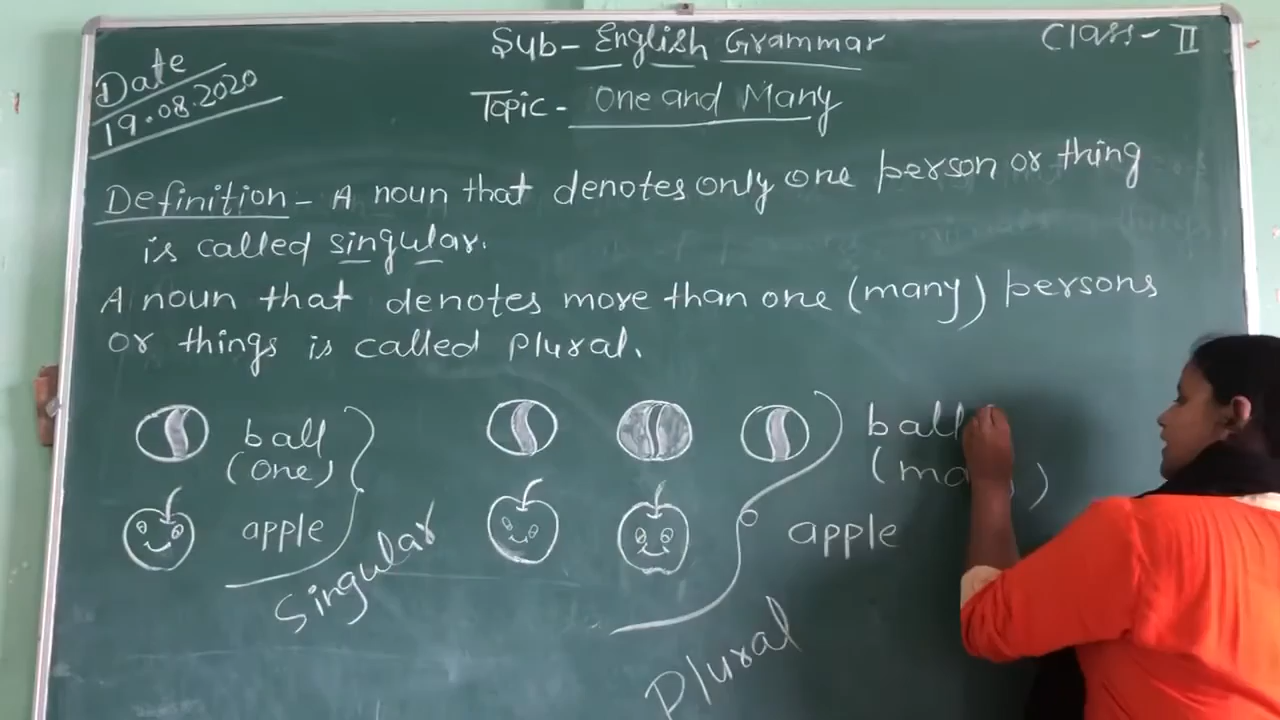 Date
19.08.2020
Sub- English Grammar
Class- II
Topic- One and Many
Definition- A noun that denotes only one person or thing
is called singular.
A noun that denotes more than one (many) persons
or things is called Plural.
ball
(one)
apple
Singular
ball
apple
Plural